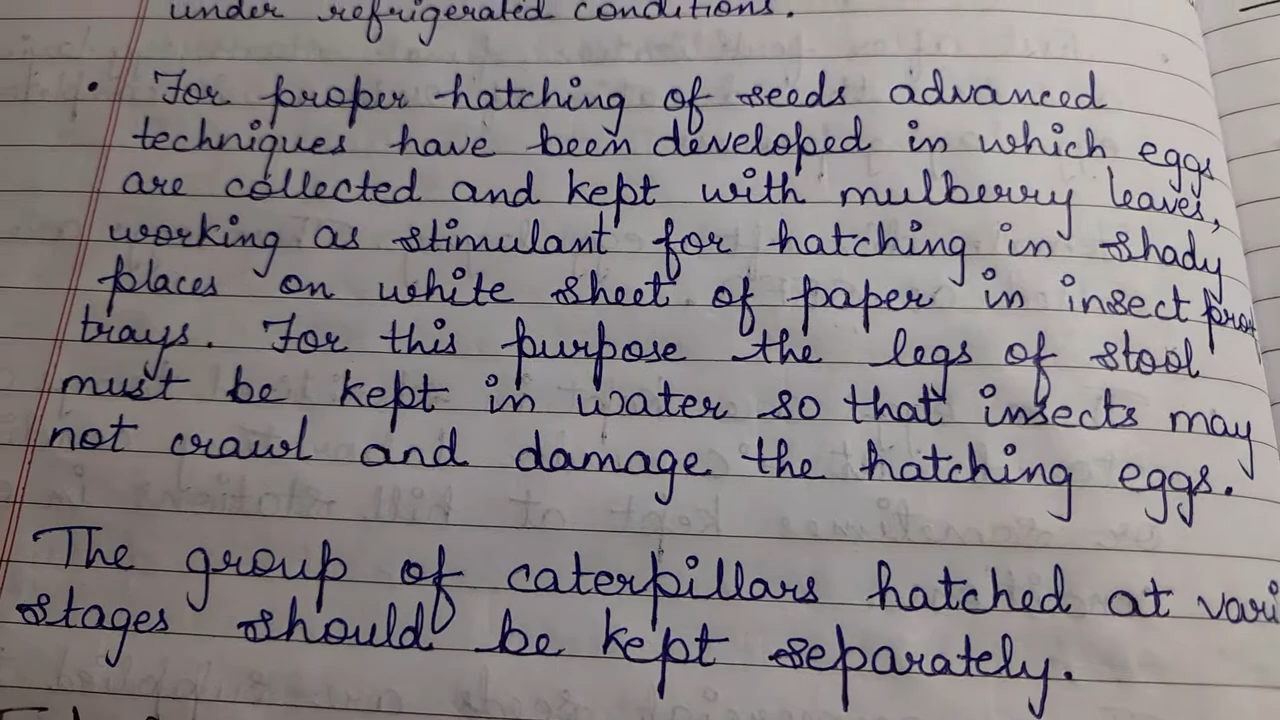 under refrigerated conditions.
• For proper hatching of seeds advanced
techniques have been developed in which eggs
are collected and kept with mulberry leaves,
working as stimulant for hatching in shady
places on white sheet of paper in insect prot
trays. For this purpose the legs of stool
must be kept in water so that insects may
not crawl and damage the hatching eggs.
The group of caterpillars hatched at vari
stages should be kept separately.